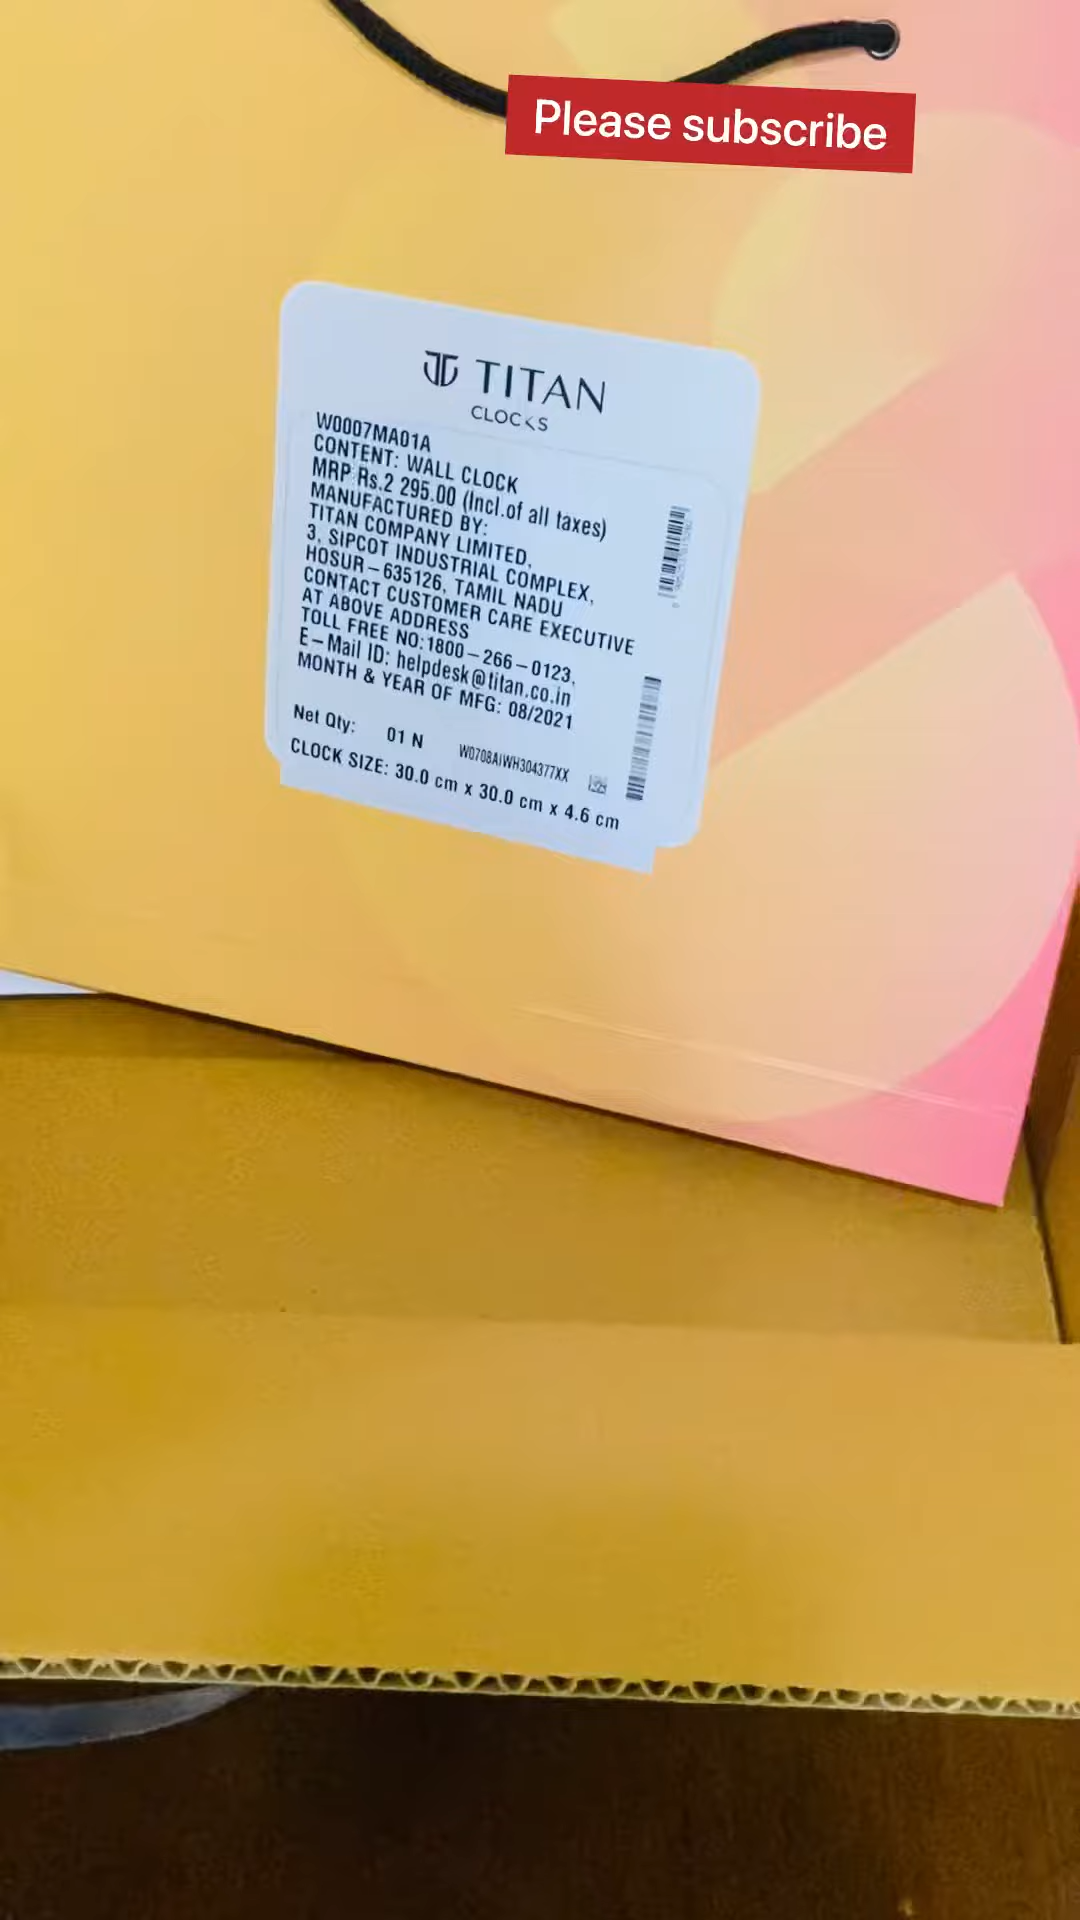 Please subscribe
TITAN
CLOCKS
W0007MA01A
CONTENT: WALL CLOCK
MRP Rs.2 295.00 (Incl.of all taxes)
MANUFACTURED BY:
TITAN COMPANY LIMITED,
3, SIPCOT INDUSTRIAL COMPLEX,
HOSUR–635126, TAMIL NADU
CONTACT CUSTOMER CARE EXECUTIVE
AT ABOVE ADDRESS
TOLL FREE NO:1800–266–0123,
E–Mail ID: helpdesk@titan.co.in
MONTH & YEAR OF MFG: 08/2021
Net Qty: 01 N W0708AIWH304377XX
CLOCK SIZE: 30.0 cm x 30.0 cm x 4.6 cm